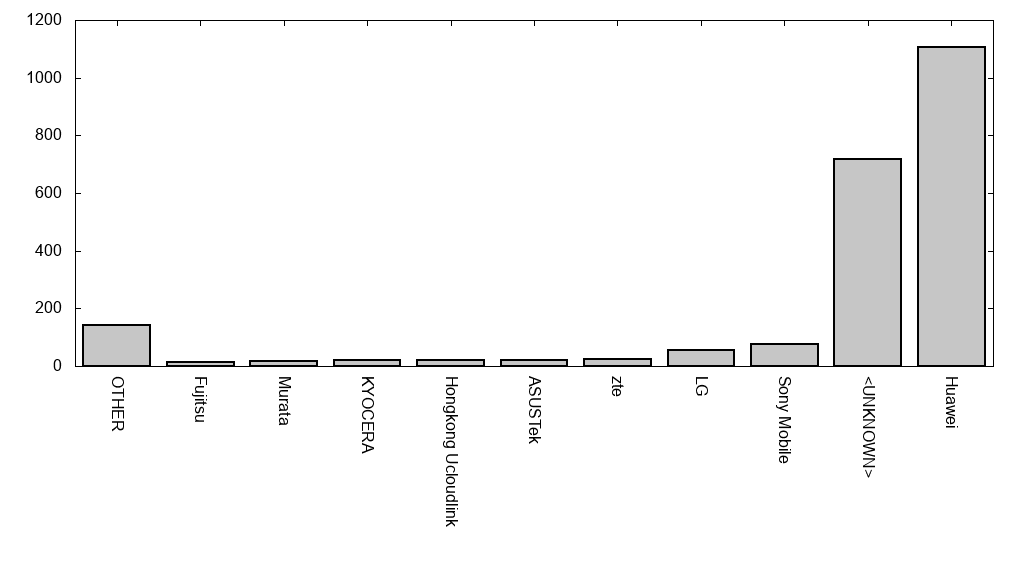 1200
1000
800
600
400
200
0
OTHER
Fujitsu
Murata
KYOCERA
Hongkong Ucloudlink
ASUSTek
zte
LG
Sony Mobile
<UNKNOWN>
Huawei